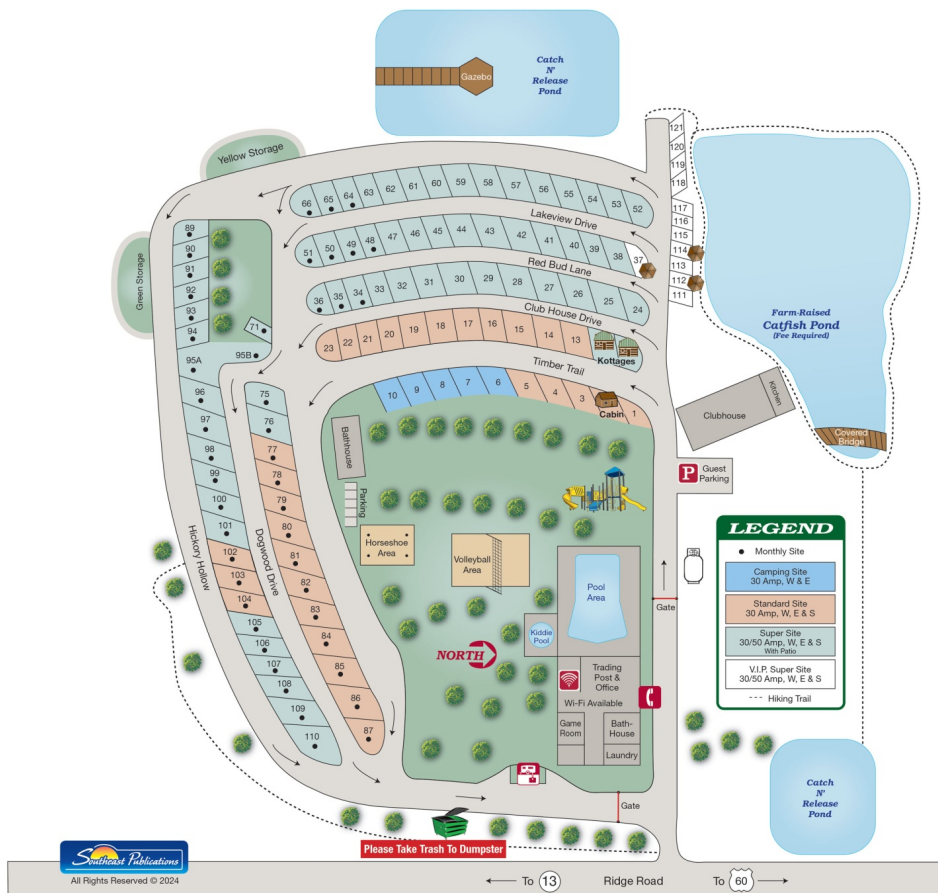 Catch
N'
Release
Pond
Gazebo
Yellow Storage
Green Storage
121
120
119
118
117
116
115
114
113
112
111
66
65
64
63
62
61
60
59
58
57
56
55
54
53
52
Lakeview Drive
51
50
49
48
47
46
45
44
43
42
41
40
39
38
37
Red Bud Lane
36
35
34
33
32
31
30
29
28
27
26
25
24
Club House Drive
23
22
21
20
19
18
17
16
15
14
13
Kottages
Timber Trail
10
9
8
7
6
5
4
3
Cabin
1
89
90
91
92
93
94
71
95A
95B
96
97
98
99
100
101
102
103
104
105
106
107
108
109
110
Hickory Hollow
75
76
77
78
79
80
81
82
83
84
85
86
87
Dogwood Drive
Farm-Raised
Catfish Pond
(Fee Required)
Clubhouse
Kitchen
Covered
Bridge
P
Guest
Parking
Bathhouse
Parking
Horseshoe
Area
Volleyball
Area
Pool
Area
Kiddie
Pool
NORTH
Trading
Post &
Office
Wi-Fi Available
Game
Room
Bath-
House
Laundry
Gate
Gate
LEGEND
Monthly Site
Camping Site
30 Amp, W & E
Standard Site
30 Amp, W, E & S
Super Site
30/50 Amp, W, E & S
With Patio
V.I.P. Super Site
30/50 Amp, W, E & S
Hiking Trail
Catch
N'
Release
Pond
Please Take Trash To Dumpster
Southeast Publications
All Rights Reserved © 2024
To 13
Ridge Road
To 60